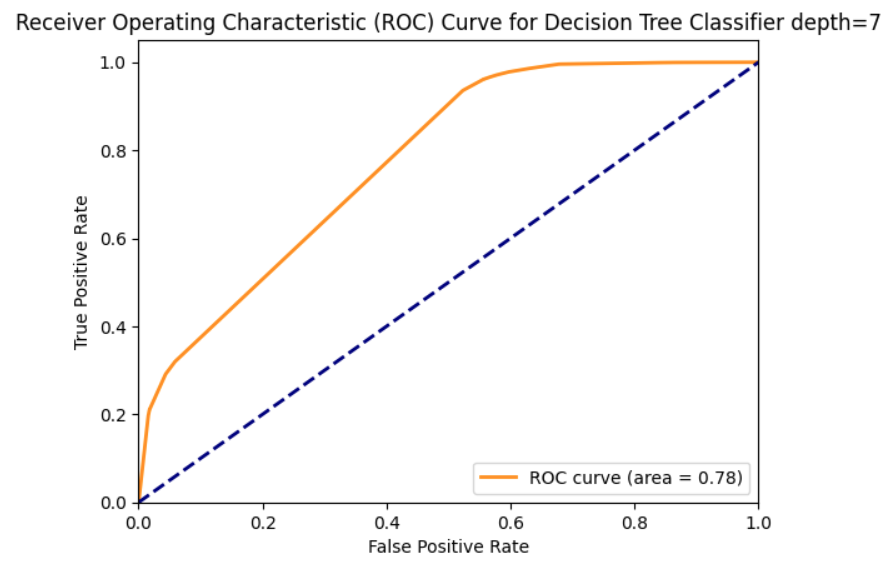 Receiver Operating Characteristic (ROC) Curve for Decision Tree Classifier depth=7
1.0
0.8
0.6
0.4
0.2
0.0
True Positive Rate
ROC curve (area = 0.78)
0.0 0.2 0.4 0.6 0.8 1.0
False Positive Rate